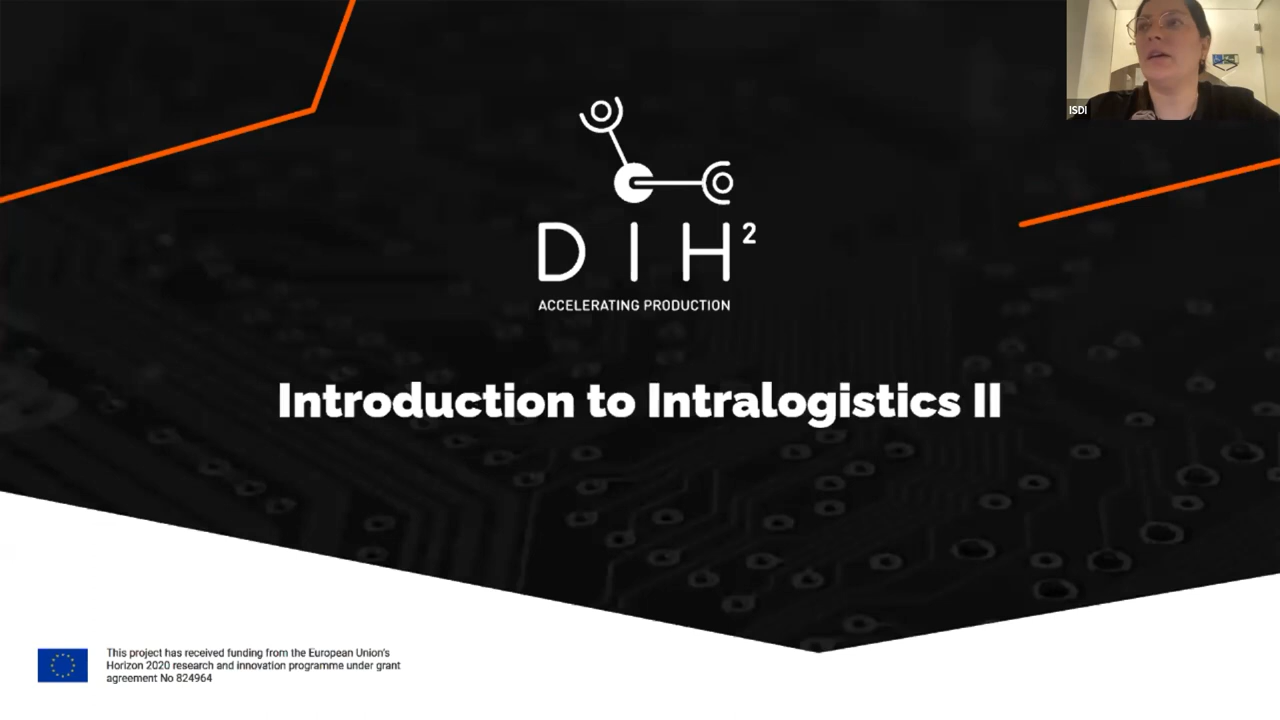 ISDI
DIH²
ACCELERATING PRODUCTION
Introduction to Intralogistics II
This project has received funding from the European Union's
Horizon 2020 research and innovation programme under grant
agreement No 824964